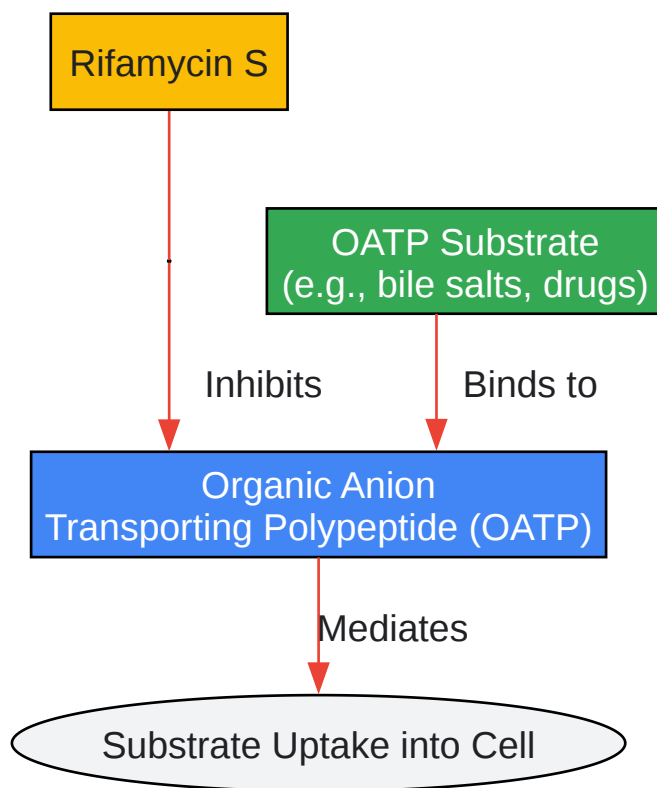 Rifamycin S
OATP Substrate
(e.g., bile salts, drugs)
Inhibits
Binds to
Organic Anion
Transporting Polypeptide (OATP)
Mediates
Substrate Uptake into Cell